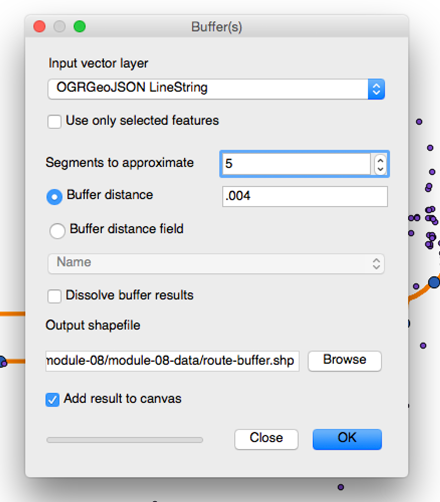 Buffer(s)
Input vector layer
OGRGeoJSON LineString
Use only selected features
Segments to approximate 5
Buffer distance .004
Buffer distance field
Name
Dissolve buffer results
Output shapefile
module-08/module-08-data/route-buffer.shp Browse
Add result to canvas
Close OK